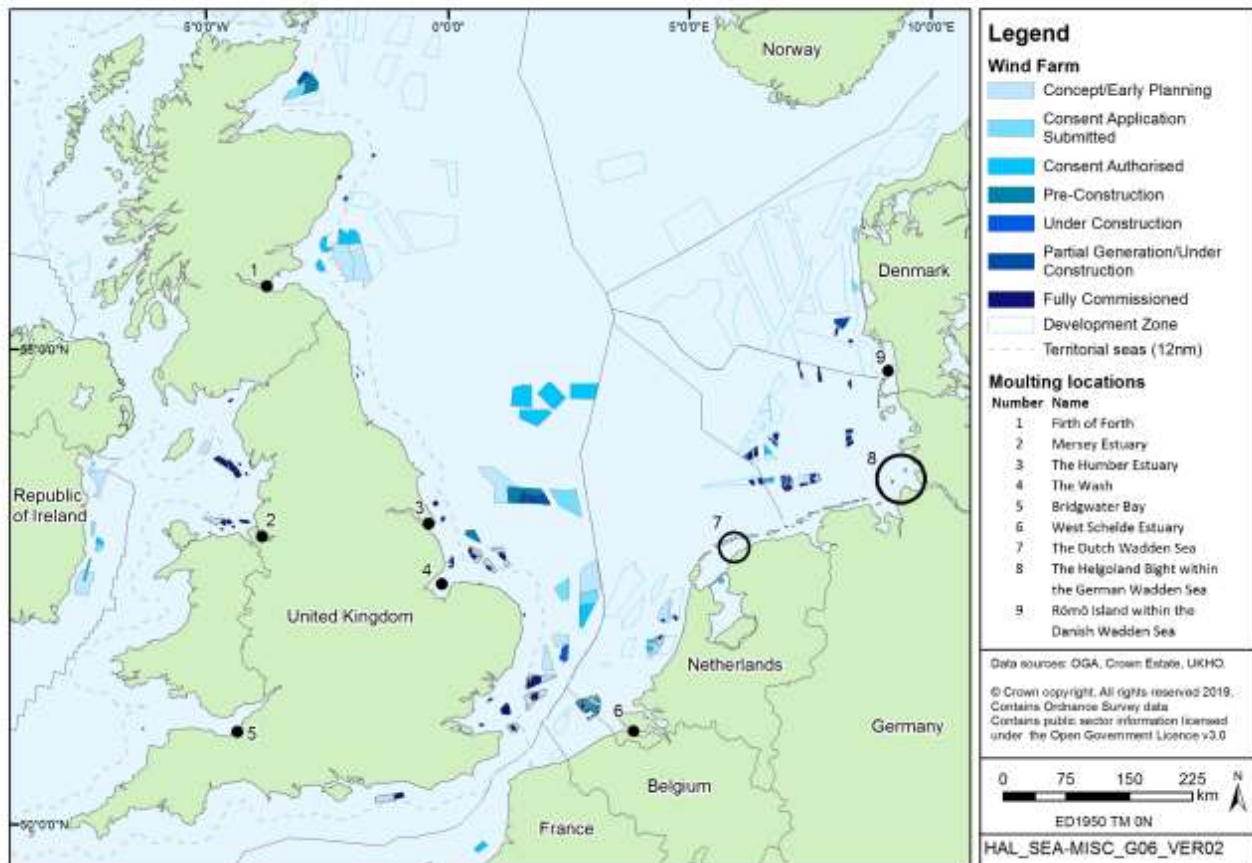 5°0'0"W
0°0'0"
5°0'0"E
10°0'0"E
Norway
Denmark
1
55°0'0"N
9
8
Republic
of Ireland
3
2
7
4
United Kingdom
Netherlands
6
5
Germany
Belgium
50°0'0"N
France
Legend
Wind Farm
Concept/Early Planning
Consent Application
Submitted
Consent Authorised
Pre-Construction
Under Construction
Partial Generation/Under
Construction
Fully Commissioned
Development Zone
Territorial seas (12nm)
Moulting locations
Number Name
1 Firth of Forth
2 Mersey Estuary
3 The Humber Estuary
4 The Wash
5 Bridgwater Bay
6 West Schelde Estuary
7 The Dutch Wadden Sea
8 The Helgoland Bight within
the German Wadden Sea
9 Römö Island within the
Danish Wadden Sea
Data sources: OGA, Crown Estate, UKHO.
© Crown copyright, All rights reserved 2019.
Contains Ordnance Survey data
Contains public sector information licensed
under the Open Government Licence v3.0
0 75 150 225
km
N
ED1950 TM 0N
HAL_SEA-MISC_G06_VER02